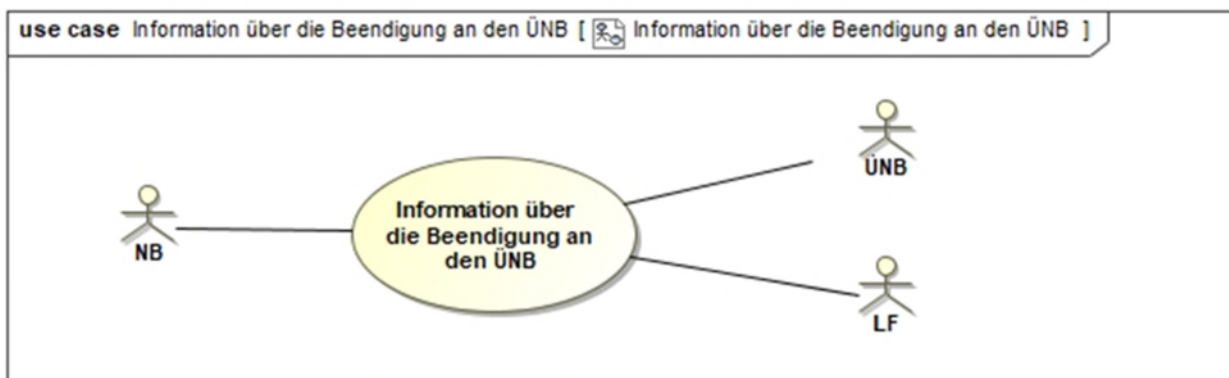 use case Information über die Beendigung an den ÜNB [ Information über die Beendigung an den ÜNB ]
ÜNB
Information über
die Beendigung an
den ÜNB
NB
LF